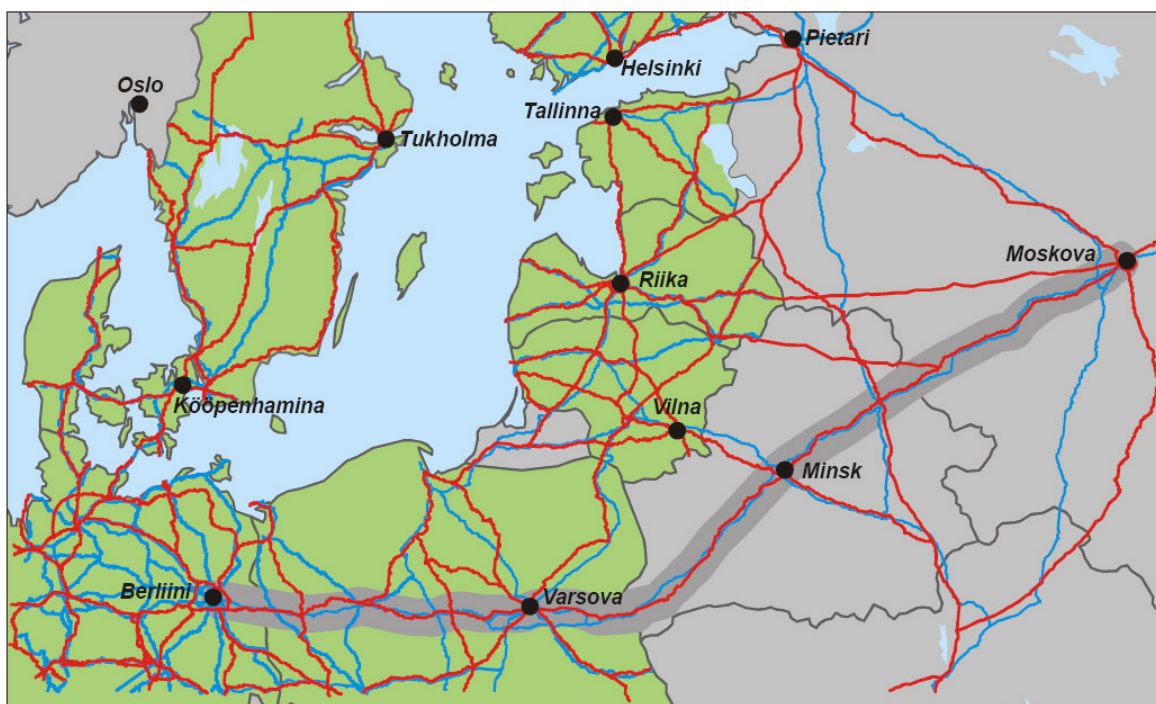 Pietari
Helsinki
Oslo
Tallinna
Tukholma
Moskova
Riika
Kööpenhamina
Vilna
Minsk
Berliini
Varsova